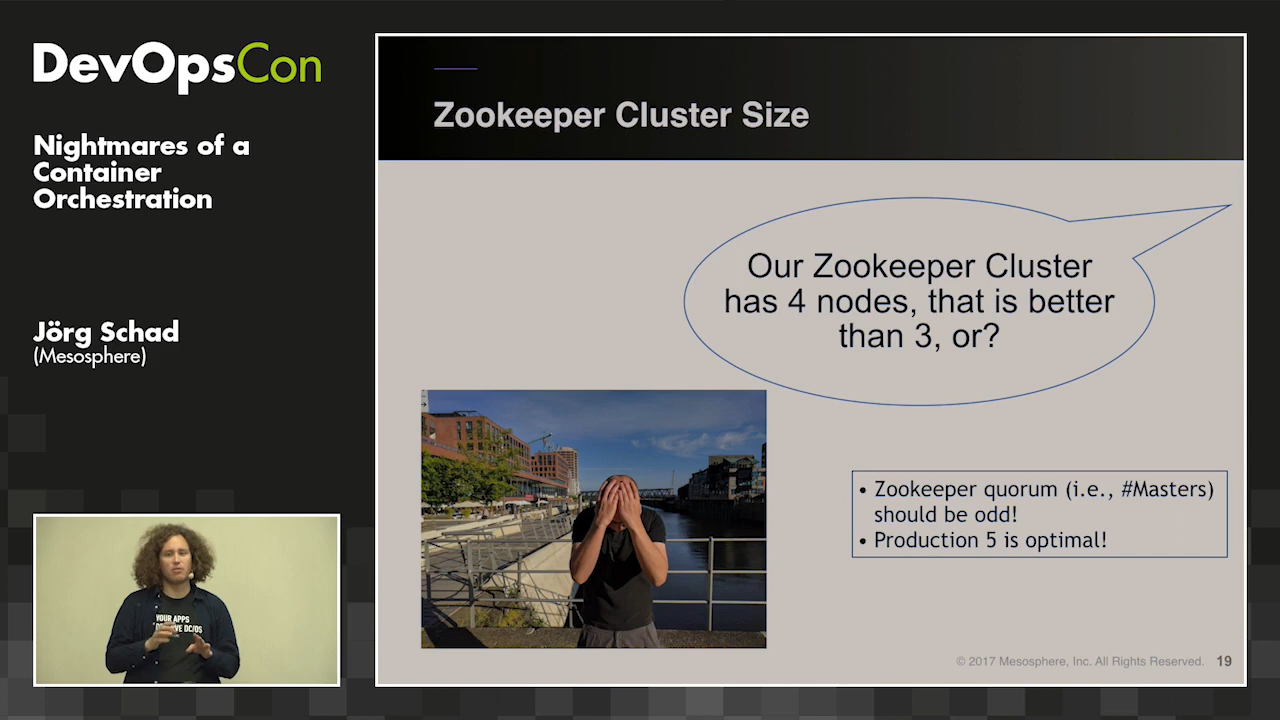 DevOpsCon
Nightmares of a
Container
Orchestration
Jörg Schad
(Mesosphere)
Zookeeper Cluster Size
Our Zookeeper Cluster
has 4 nodes, that is better
than 3, or?
• Zookeeper quorum (i.e., #Masters)
should be odd!
• Production 5 is optimal!
© 2017 Mesosphere, Inc. All Rights Reserved. 19
YOUR APPS
DC/OS